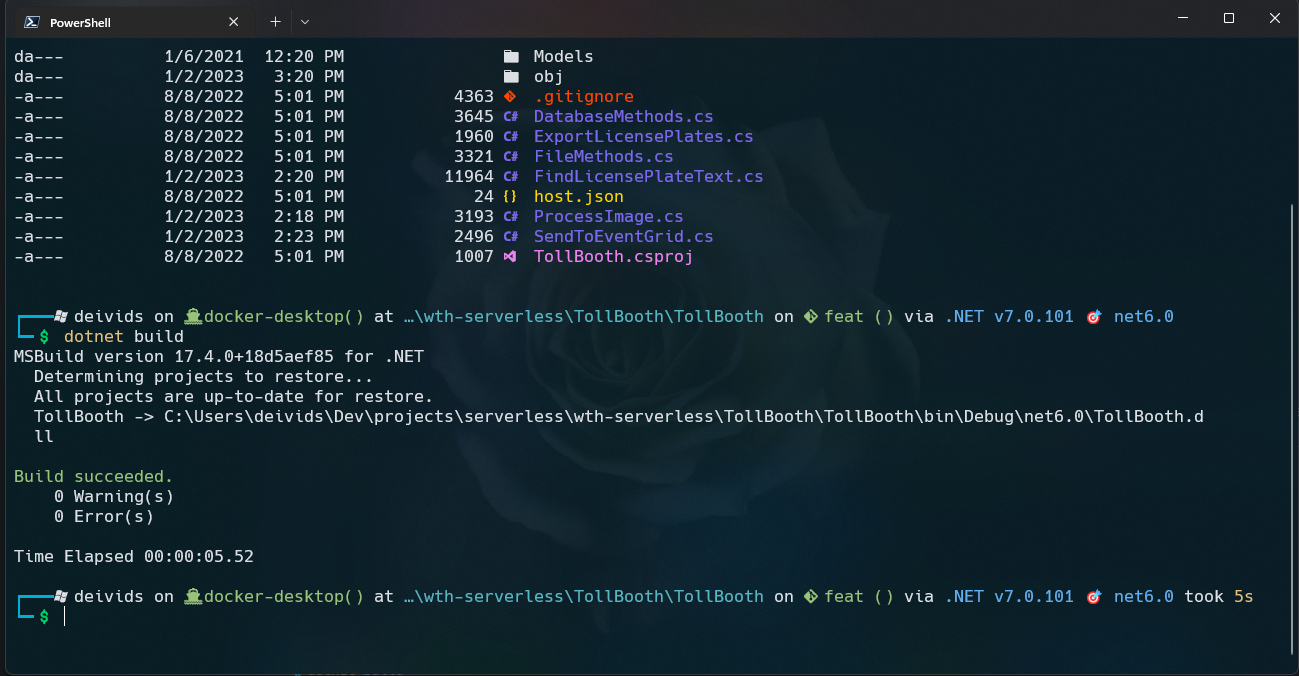 PowerShell
da--- 1/6/2021 12:20 PM Models
da--- 1/2/2023 3:20 PM obj
-a--- 8/8/2022 5:01 PM 4363 .gitignore
-a--- 8/8/2022 5:01 PM 3645 C# DatabaseMethods.cs
-a--- 8/8/2022 5:01 PM 1960 C# ExportLicensePlates.cs
-a--- 8/8/2022 5:01 PM 3321 C# FileMethods.cs
-a--- 1/2/2023 2:20 PM 11964 C# FindLicensePlateText.cs
-a--- 8/8/2022 5:01 PM 24 {} host.json
-a--- 1/2/2023 2:18 PM 3193 C# ProcessImage.cs
-a--- 1/2/2023 2:23 PM 2496 C# SendToEventGrid.cs
-a--- 8/8/2022 5:01 PM 1007 TollBooth.csproj
deivids on docker-desktop() at …\wth-serverless\TollBooth\TollBooth on feat () via .NET v7.0.101 net6.0
$ dotnet build
MSBuild version 17.4.0+18d5aef85 for .NET
Determining projects to restore...
All projects are up-to-date for restore.
TollBooth -> C:\Users\deivids\Dev\projects\serverless\wth-serverless\TollBooth\TollBooth\bin\Debug\net6.0\TollBooth.d
ll
Build succeeded.
0 Warning(s)
0 Error(s)
Time Elapsed 00:00:05.52
deivids on docker-desktop() at …\wth-serverless\TollBooth\TollBooth on feat () via .NET v7.0.101 net6.0 took 5s
$